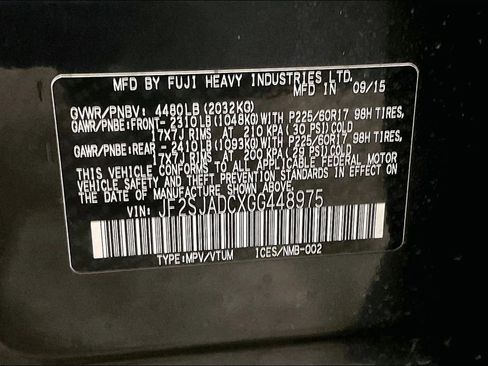 MFD BY FUJI HEAVY INDUSTRIES LTD.
MFD IN 09/15
GVWR/PNBV: 4480LB (2032KG)
GAWR/PNBE:FRONT-2310LB (1048KG) WITH P225/60R17 98H TIRES,
17X7J RIMS AT 210 KPA (30 PSI) COLD
GAWR/PNBE:REAR -2410LB (1093KG) WITH P225/60R17 98H TIRES,
17X7J RIMS AT 200 KPA (29 PSI) COLD
THIS VEHICLE CONFORMS TO ALL APPLICABLE FEDERAL MOTOR
VEHICLE SAFETY, BUMPER, AND THEFT PREVENTION STANDARDS IN EFFECT ON
THE DATE OF MANUFACTURE SHOWN ABOVE.
VIN: JF2SJADCXGG448975
TYPE:MPV/VTUM ICES/NMB-002